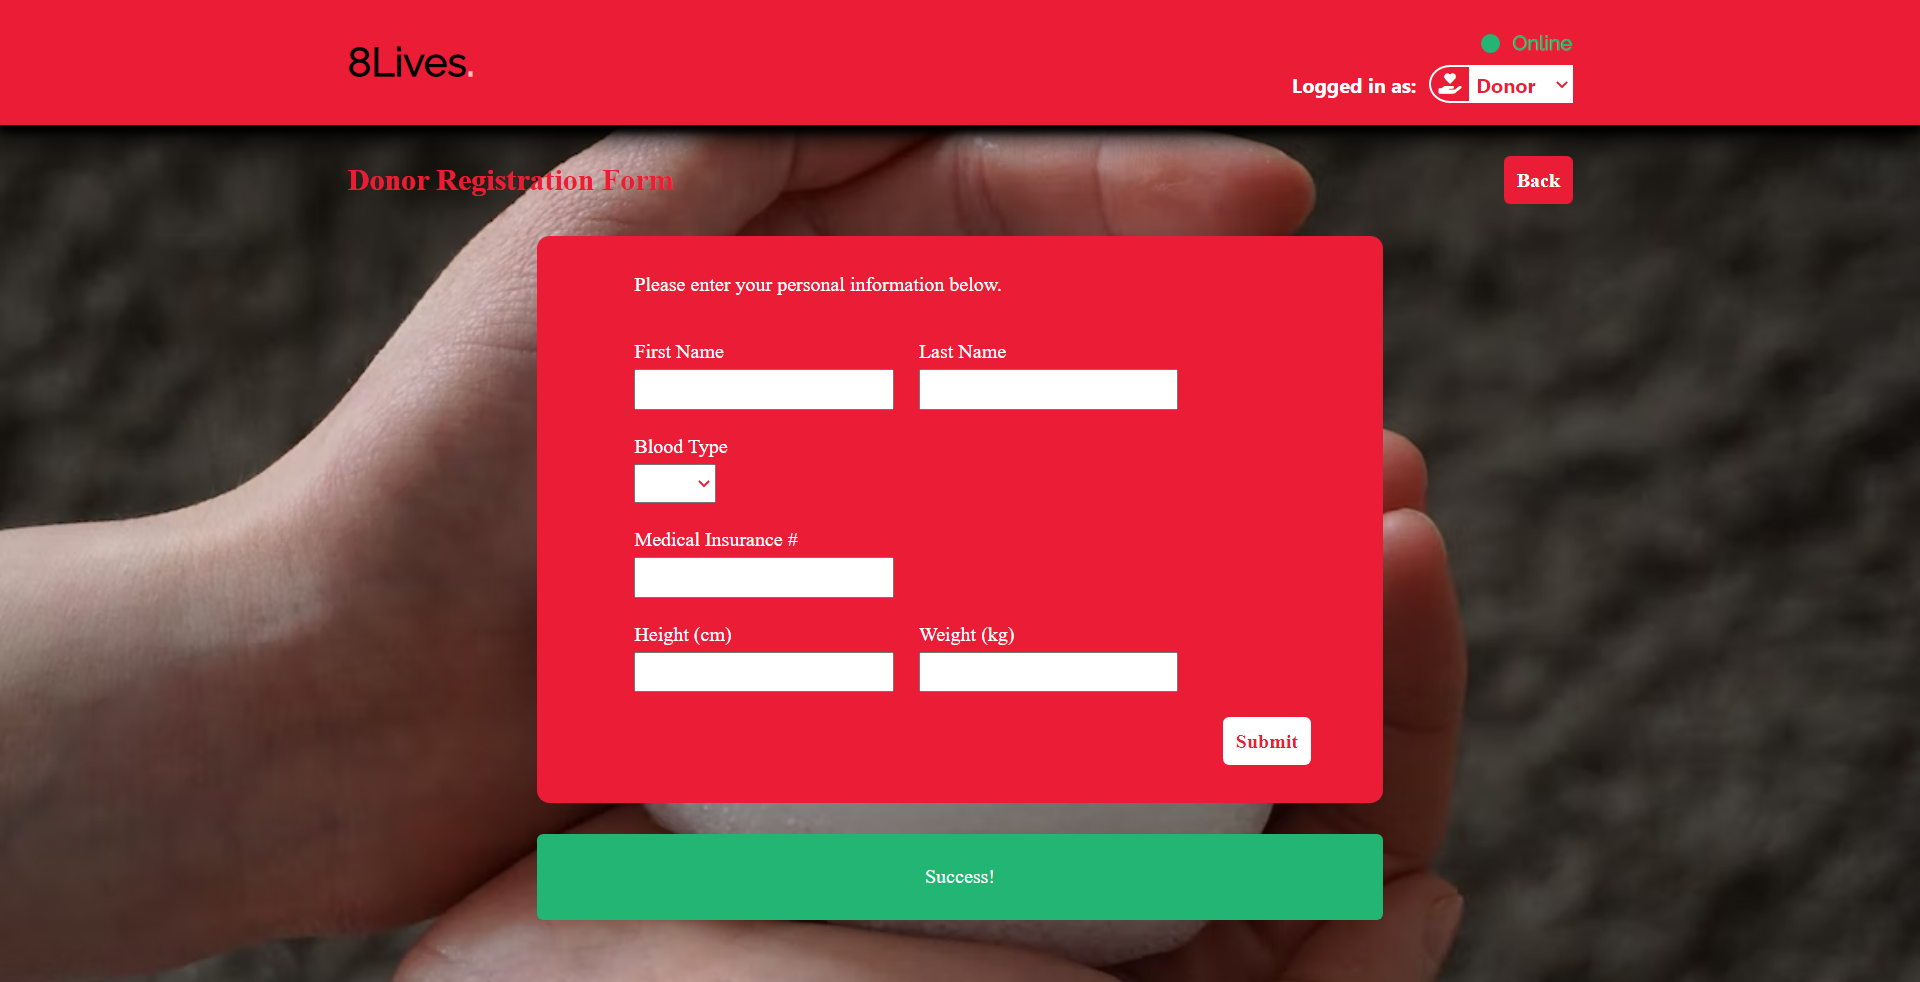 8Lives.
Online
Logged in as: Donor
Donor Registration Form
Back
Please enter your personal information below.
First Name Last Name
Blood Type
Medical Insurance #
Height (cm) Weight (kg)
Submit
Success!